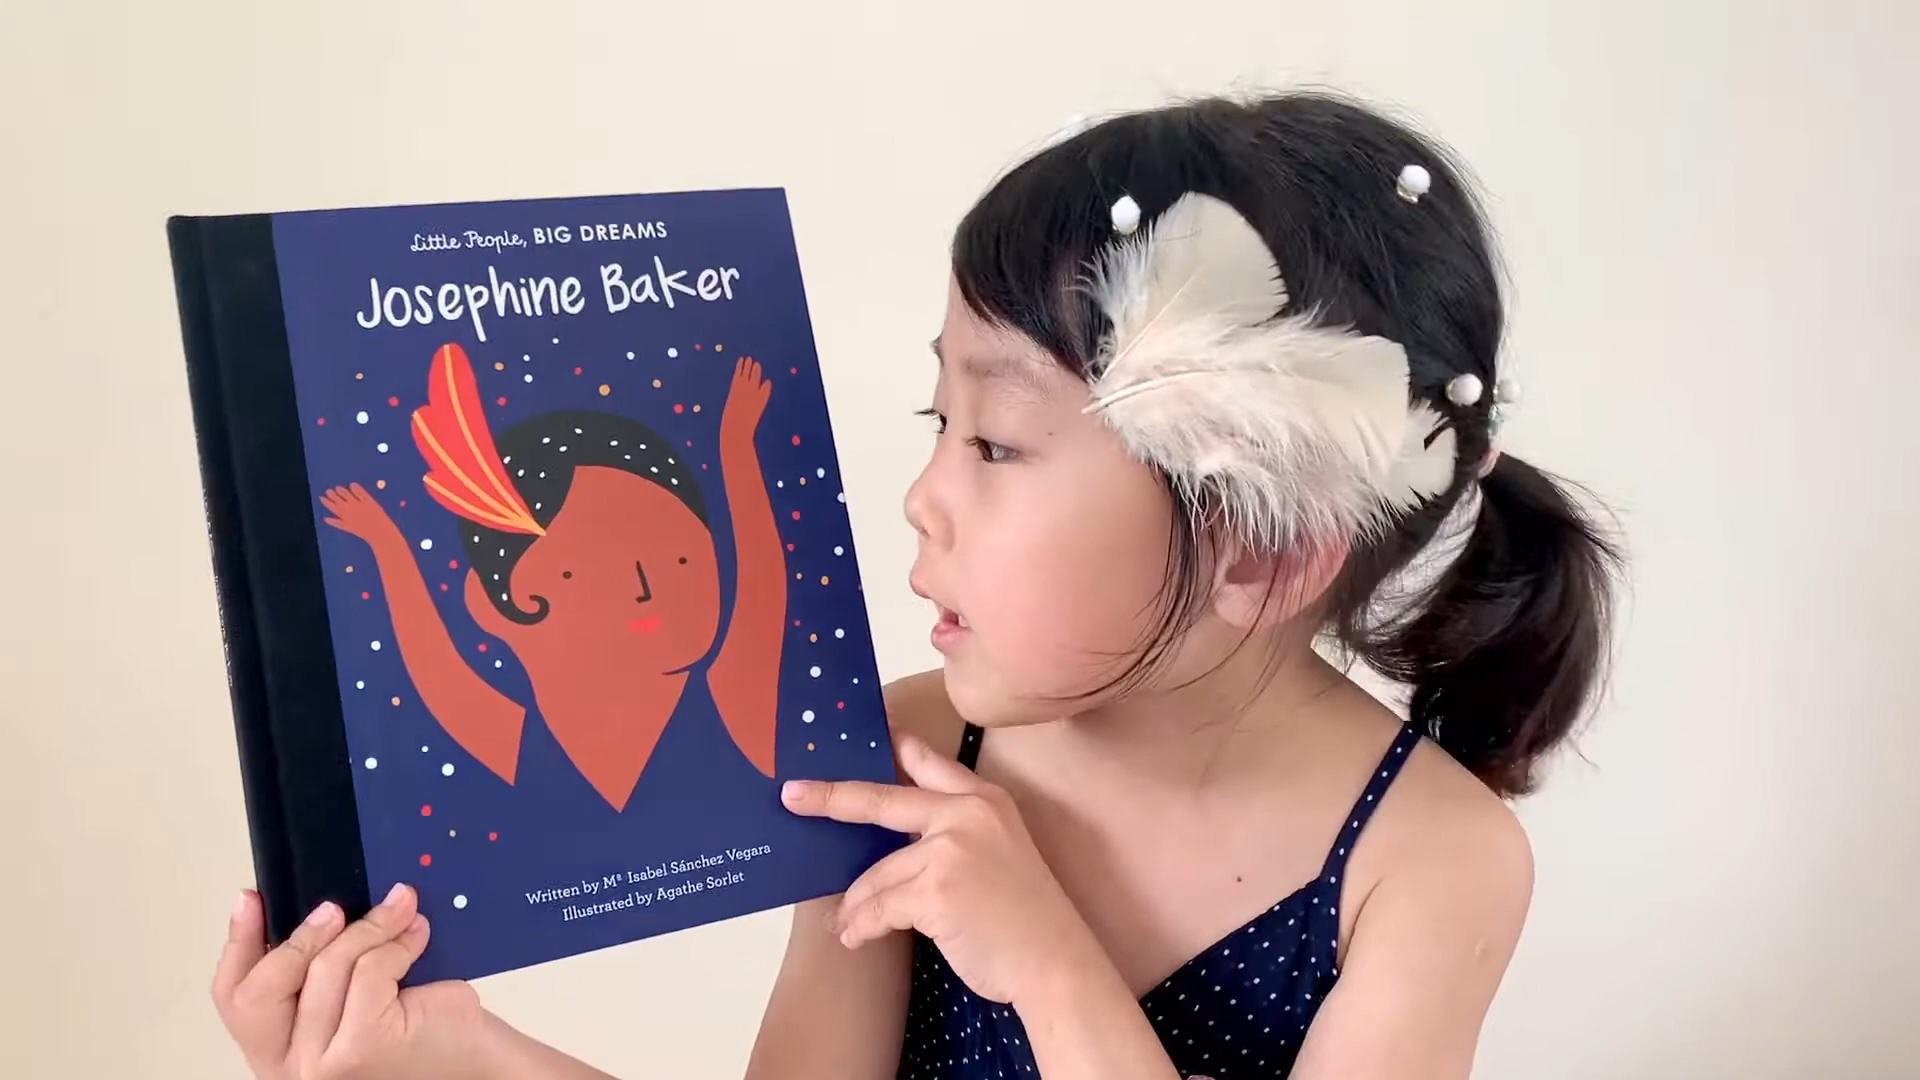 Little People, BIG DREAMS
Josephine Baker
Written by Mª Isabel Sánchez Vegara
Illustrated by Agathe Sorlet